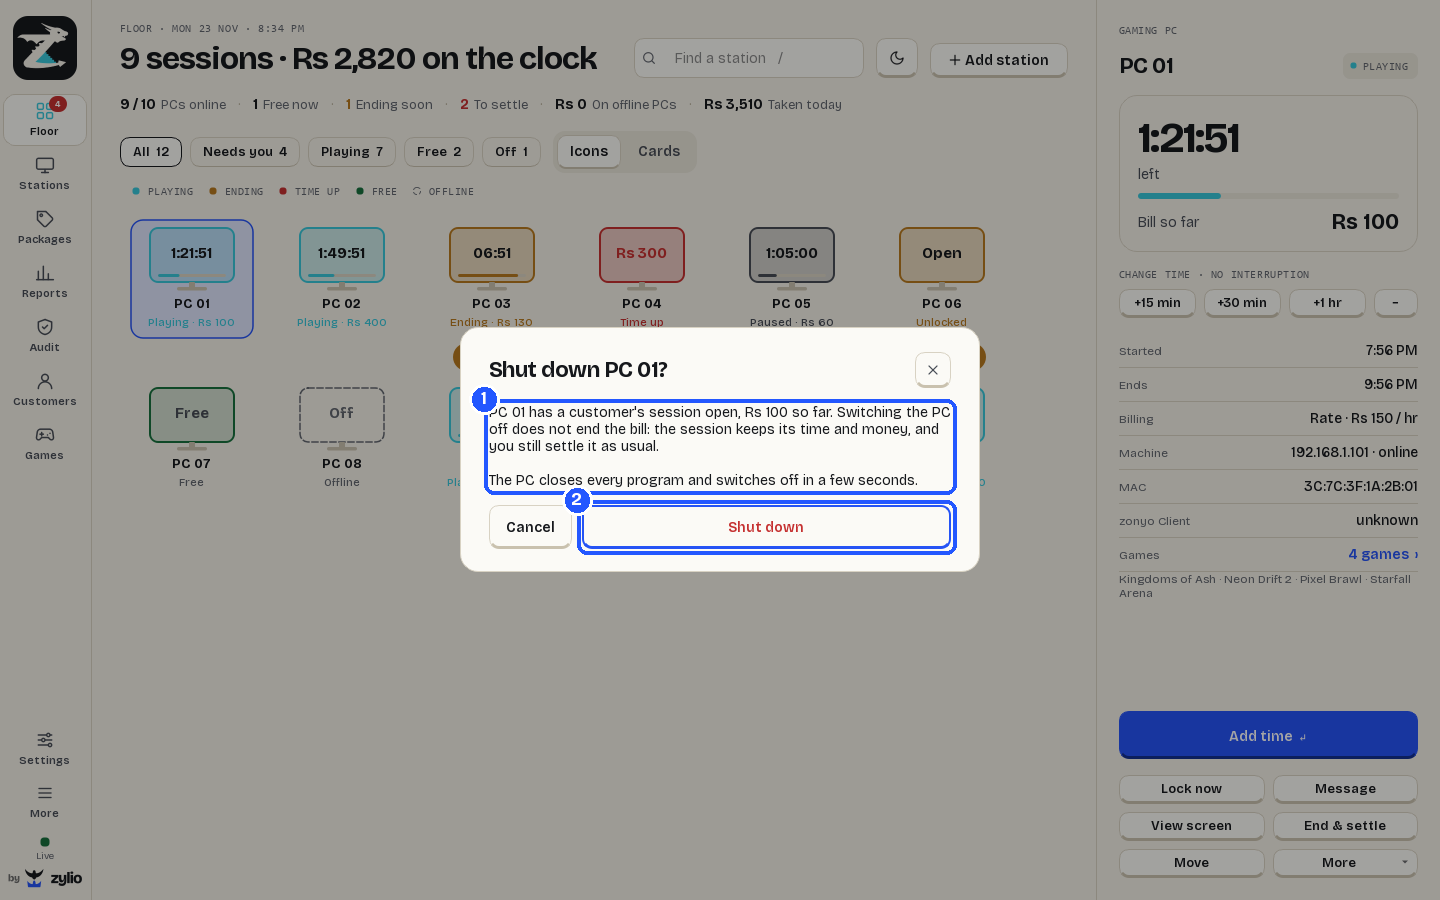 FLOOR · MON 23 NOV · 8:34 PM
9 sessions · Rs 2,820 on the clock
Find a station /
+ Add station
9 / 10 PCs online · 1 Free now · 1 Ending soon · 2 To settle · Rs 0 On offline PCs · Rs 3,510 Taken today
All 12
Needs you 4
Playing 7
Free 2
Off 1
Icons
Cards
PLAYING
ENDING
TIME UP
FREE
OFFLINE
4
Floor
Stations
Packages
Reports
Audit
Customers
Games
Settings
More
Live
by zylio
1:21:51
PC 01
Playing · Rs 100
1:49:51
PC 02
Playing · Rs 400
06:51
PC 03
Ending · Rs 130
Rs 300
PC 04
Time up
1:05:00
PC 05
Paused · Rs 60
Open
PC 06
Unlocked
Free
PC 07
Free
Off
PC 08
Offline
Shut down PC 01?
1
PC 01 has a customer's session open, Rs 100 so far. Switching the PC
off does not end the bill: the session keeps its time and money, and
you still settle it as usual.
The PC closes every program and switches off in a few seconds.
2
Cancel
Shut down
GAMING PC
PC 01
PLAYING
1:21:51
left
Bill so far Rs 100
CHANGE TIME · NO INTERRUPTION
+15 min
+30 min
+1 hr
−
Started 7:56 PM
Ends 9:56 PM
Billing Rate · Rs 150 / hr
Machine 192.168.1.101 · online
MAC 3C:7C:3F:1A:2B:01
zonyo Client unknown
Games 4 games ›
Kingdoms of Ash · Neon Drift 2 · Pixel Brawl · Starfall
Arena
Add time ↲
Lock now
Message
View screen
End & settle
Move
More